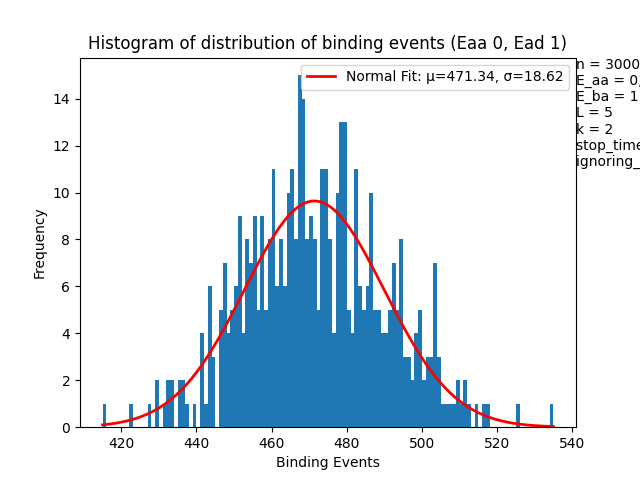 Histogram of distribution of binding events (Eaa 0, Ead 1)
Normal Fit: μ=471.34, σ=18.62
n = 3000
E_aa = 0,
E_ba = 1
L = 5
k = 2
stop_time
ignoring_
Frequency
14
12
10
8
6
4
2
0
420 440 460 480 500 520 540
Binding Events